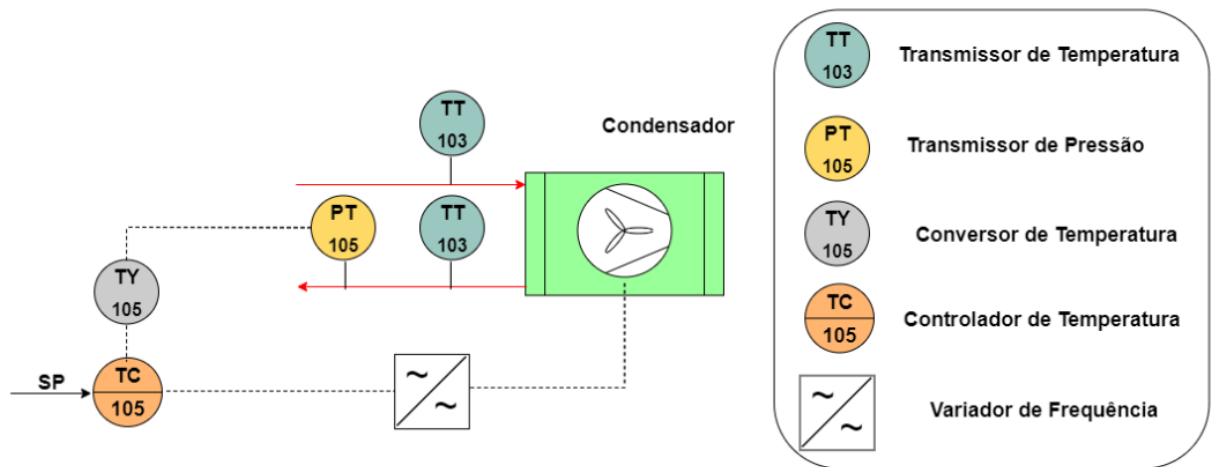 TT
103
Condensador
PT
105
TT
103
TY
105
SP
TC
105
~
~
TT
103
Transmissor de Temperatura
PT
105
Transmissor de Pressão
TY
105
Conversor de Temperatura
TC
105
Controlador de Temperatura
~
~
Variador de Frequência